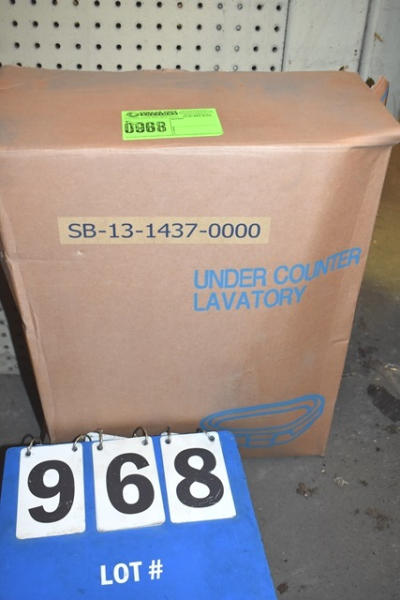 0968
SB-13-1437-0000
UNDER COUNTER
LAVATORY
968
LOT #